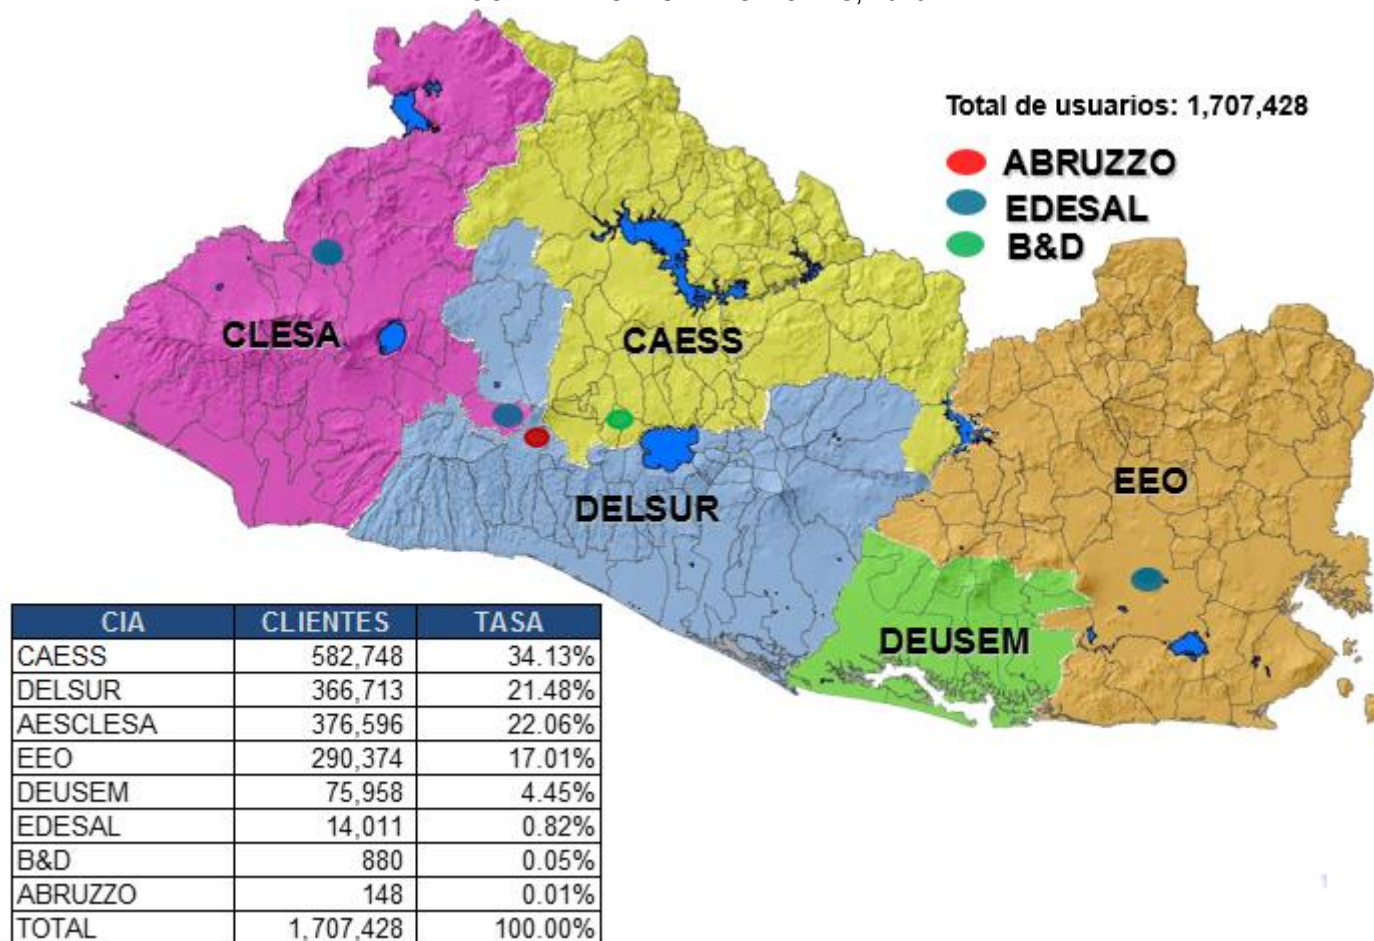 Total de usuarios: 1,707,428
ABRUZZO
EDESAL
B&D
CLESA
CAESS
EEO
DELSUR
DEUSEM
CIA CLIENTES TASA
CAESS 582,748 34.13%
DELSUR 366,713 21.48%
AESCLESA 376,596 22.06%
EEO 290,374 17.01%
DEUSEM 75,958 4.45%
EDESAL 14,011 0.82%
B&D 880 0.05%
ABRUZZO 148 0.01%
TOTAL 1,707,428 100.00%
1